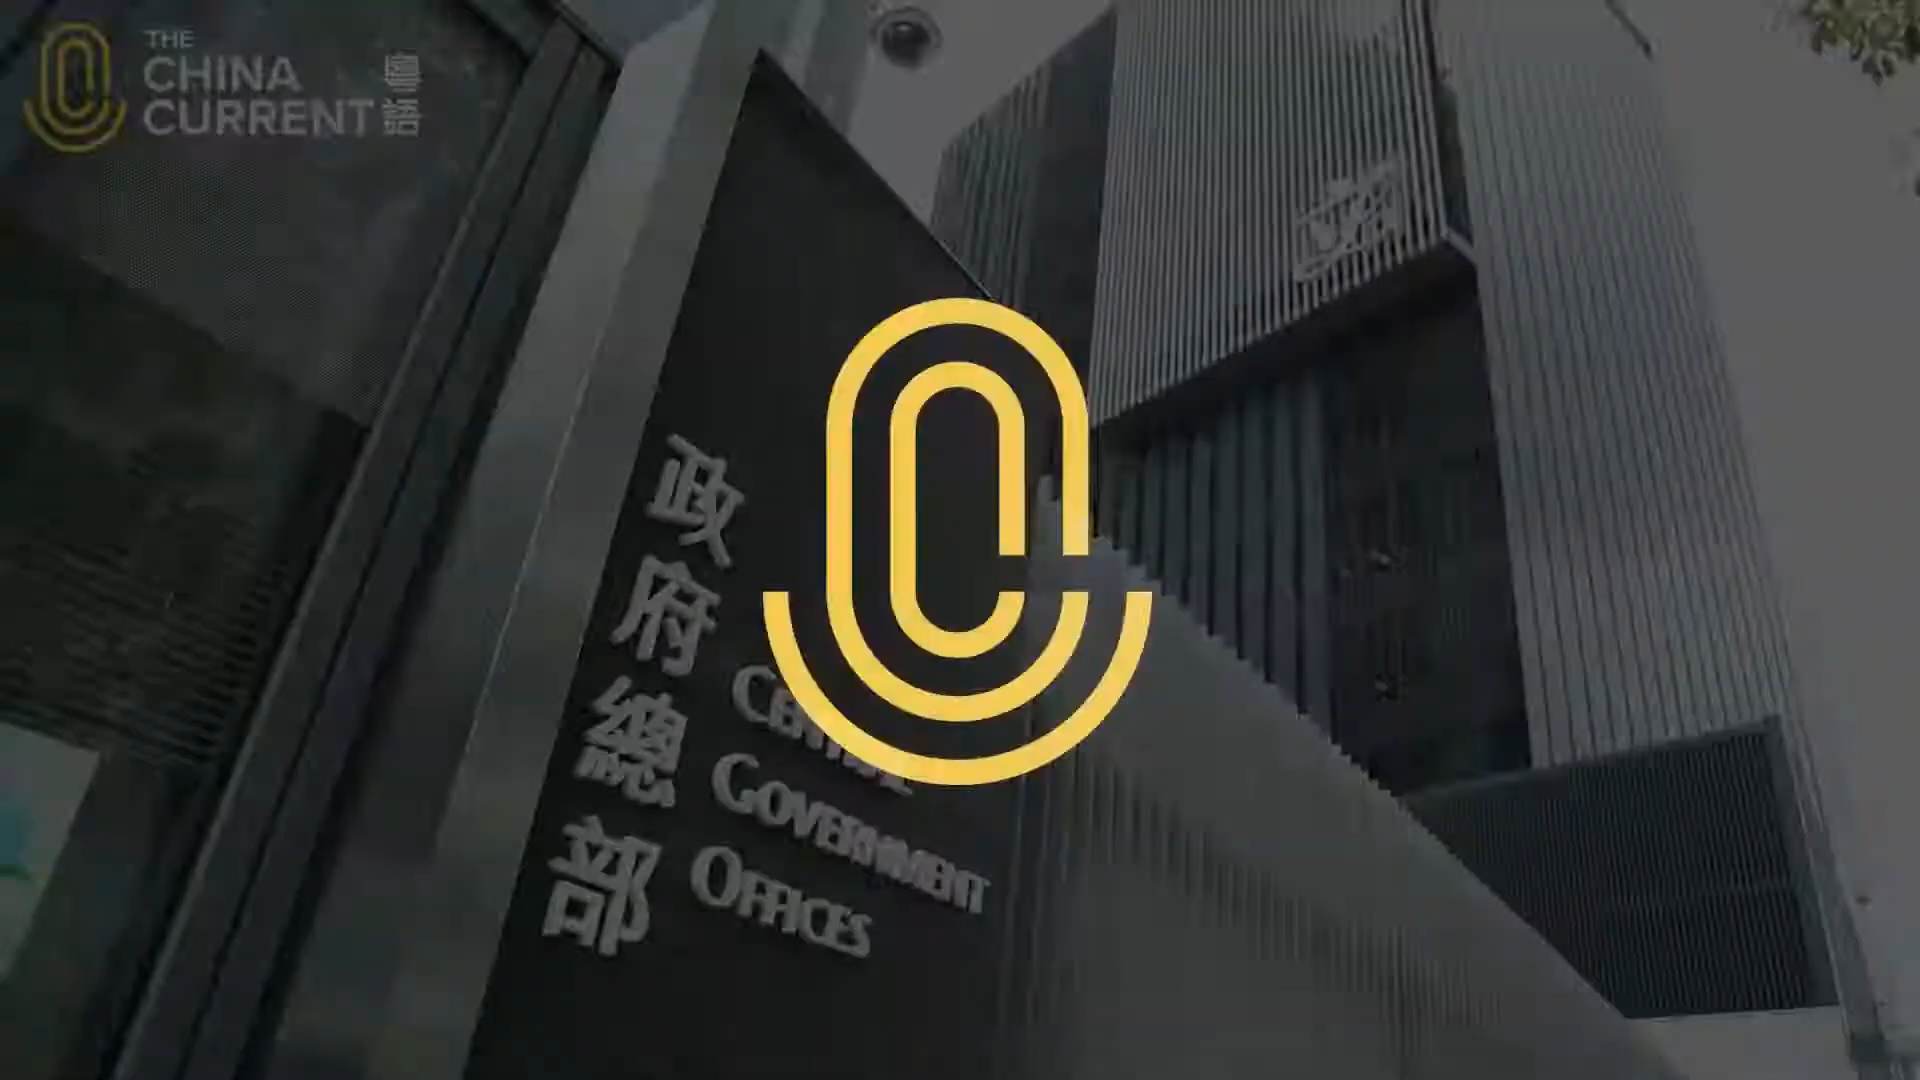 THE
CHINA
CURRENT
粵語
政府總部
CENTRAL
GOVERNMENT
OFFICES